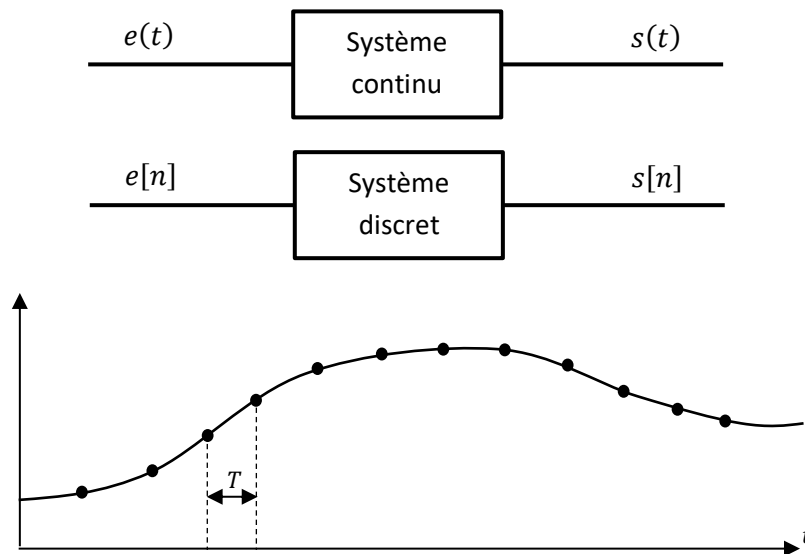 e(t)
Système
continu
s(t)
e[n]
Système
discret
s[n]
T
t